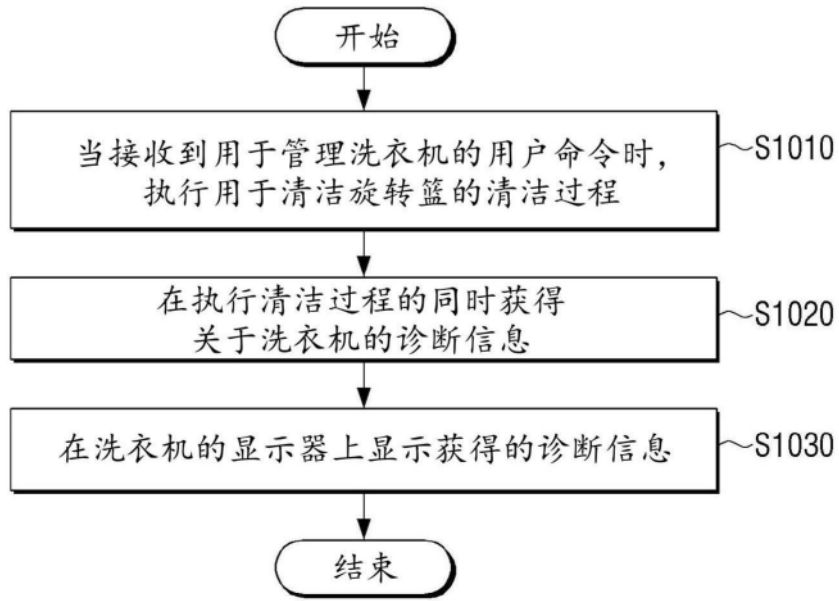 开始
当接收到用于管理洗衣机的用户命令时，
执行用于清洁旋转篮的清洁过程
S1010
在执行清洁过程的同时获得
关于洗衣机的诊断信息
S1020
在洗衣机的显示器上显示获得的诊断信息
S1030
结束